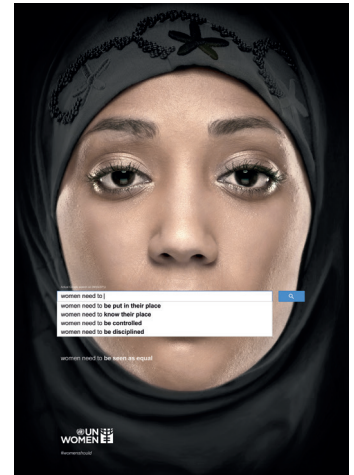 women need to
women need to be put in their place
women need to know their place
women need to be controlled
women need to be disciplined
women need to be seen as equal
UN
WOMEN
#womenshould